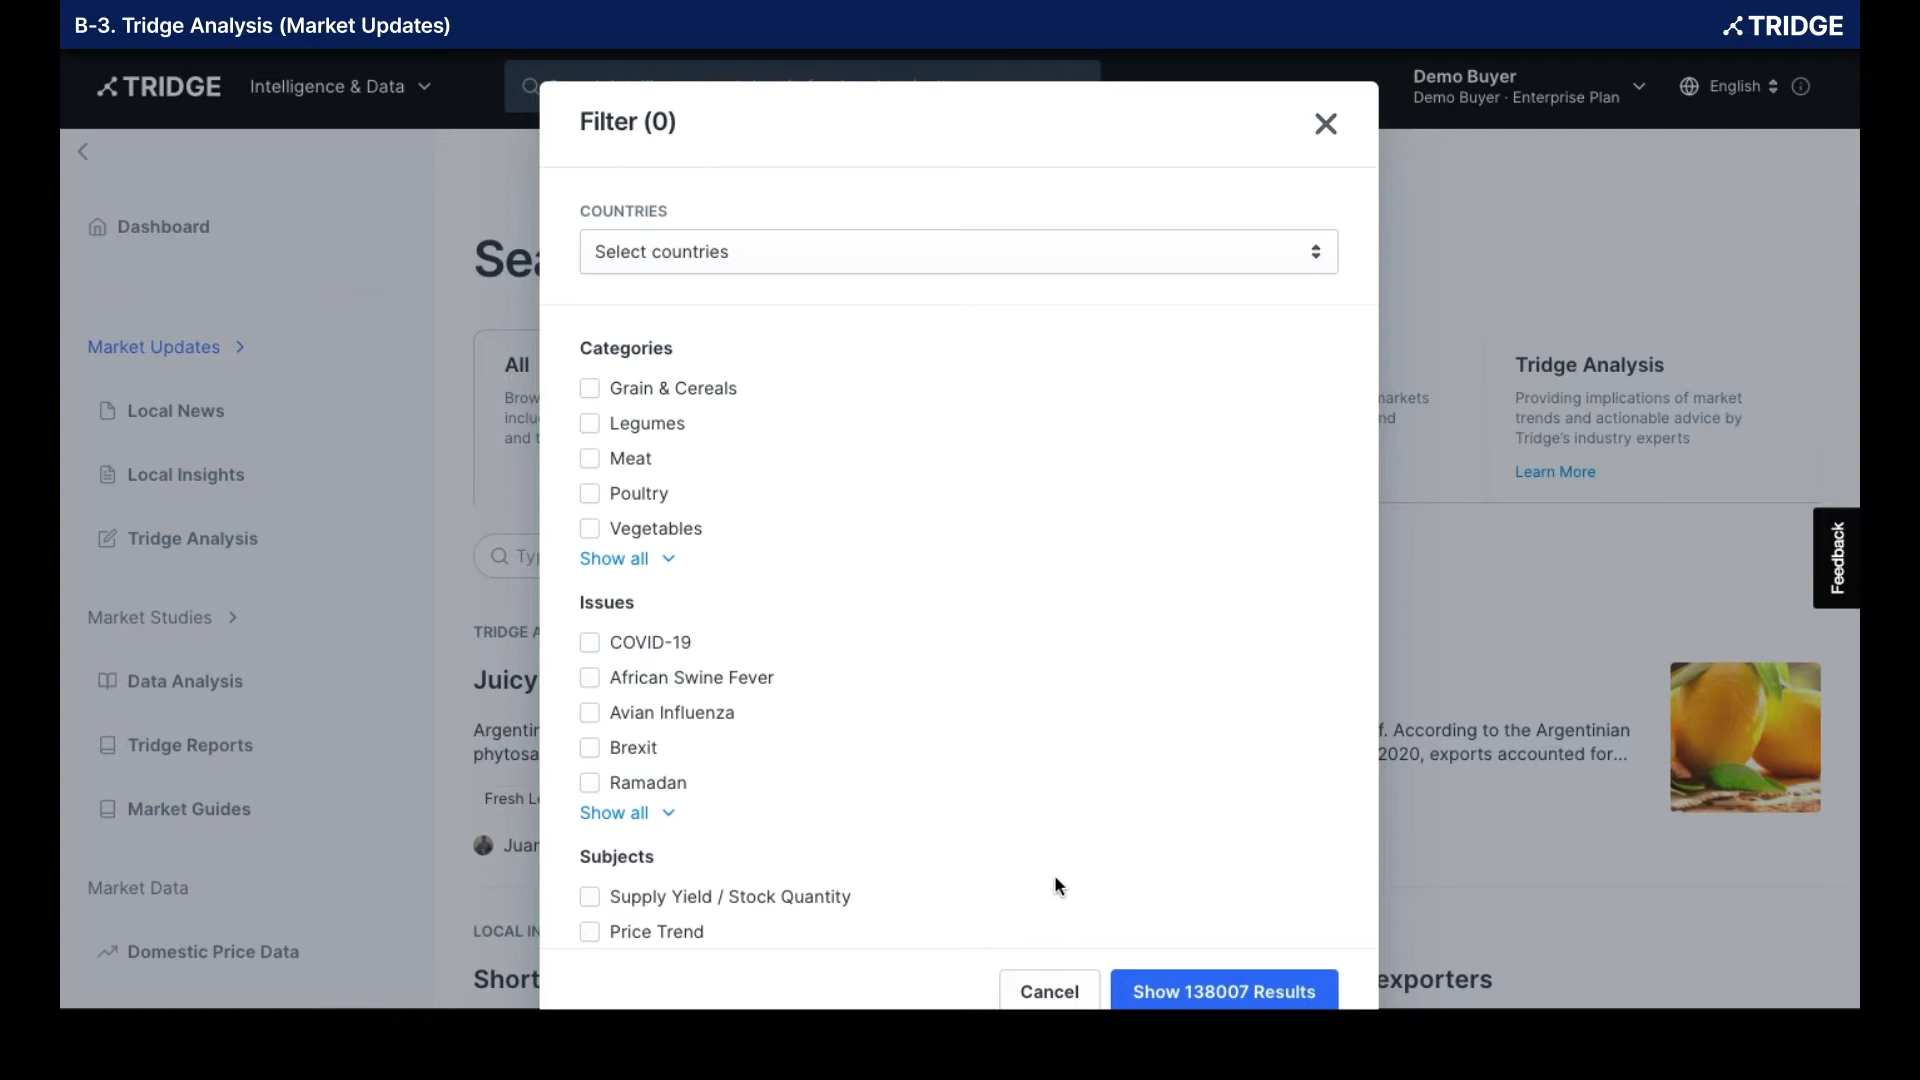 B-3. Tridge Analysis (Market Updates)
TRIDGE
TRIDGE
Intelligence & Data
Demo Buyer
Demo Buyer · Enterprise Plan
English
Filter (0)
COUNTRIES
Select countries
Dashboard
Market Updates
Local News
Local Insights
Tridge Analysis
Market Studies
Data Analysis
Tridge Reports
Market Guides
Market Data
Domestic Price Data
All
Categories
Grain & Cereals
Legumes
Meat
Poultry
Vegetables
Show all
Issues
COVID-19
African Swine Fever
Avian Influenza
Brexit
Ramadan
Show all
Subjects
Supply Yield / Stock Quantity
Price Trend
Cancel
Show 138007 Results
Tridge Analysis
Providing implications of market
trends and actionable advice by
Tridge's industry experts
Learn More
Feedback
TRIDGE
Juicy
f. According to the Argentinian
2020, exports accounted for...
LOCAL
Short
exporters